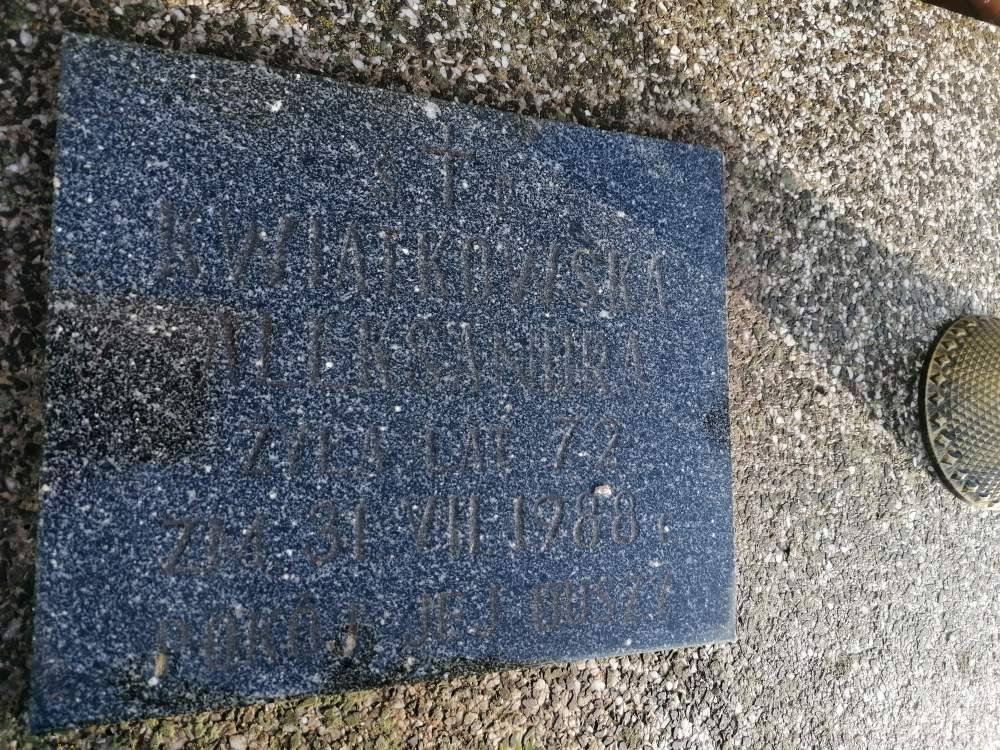 Ś † P
KWIATKOWSKA
ALEKSANDRA
ŻYŁA LAT 72
ZM. 31 VII 1988 r.
POKÓJ JEJ DUSZY